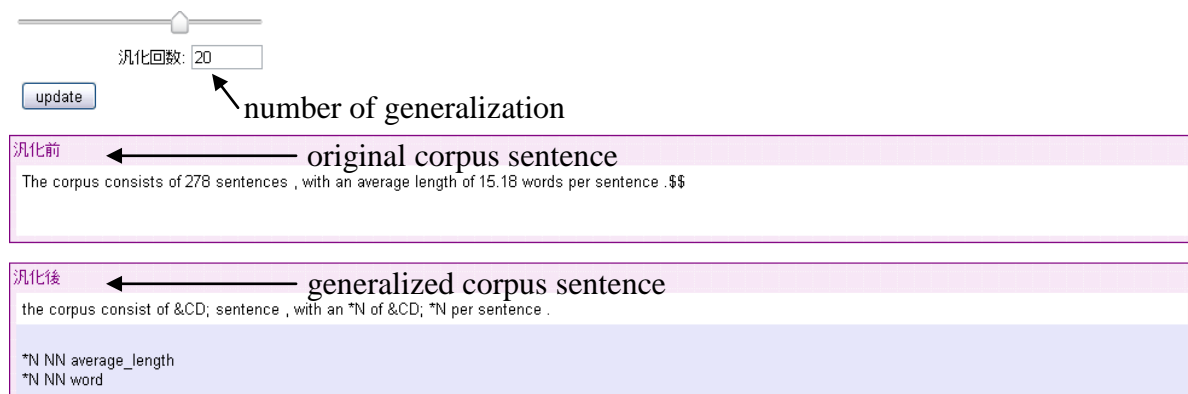 汎化回数: 20
update
number of generalization
汎化前
original corpus sentence
The corpus consists of 278 sentences , with an average length of 15.18 words per sentence .$$
汎化後
generalized corpus sentence
the corpus consist of &CD; sentence , with an *N of &CD; *N per sentence .
*N NN average_length
*N NN word